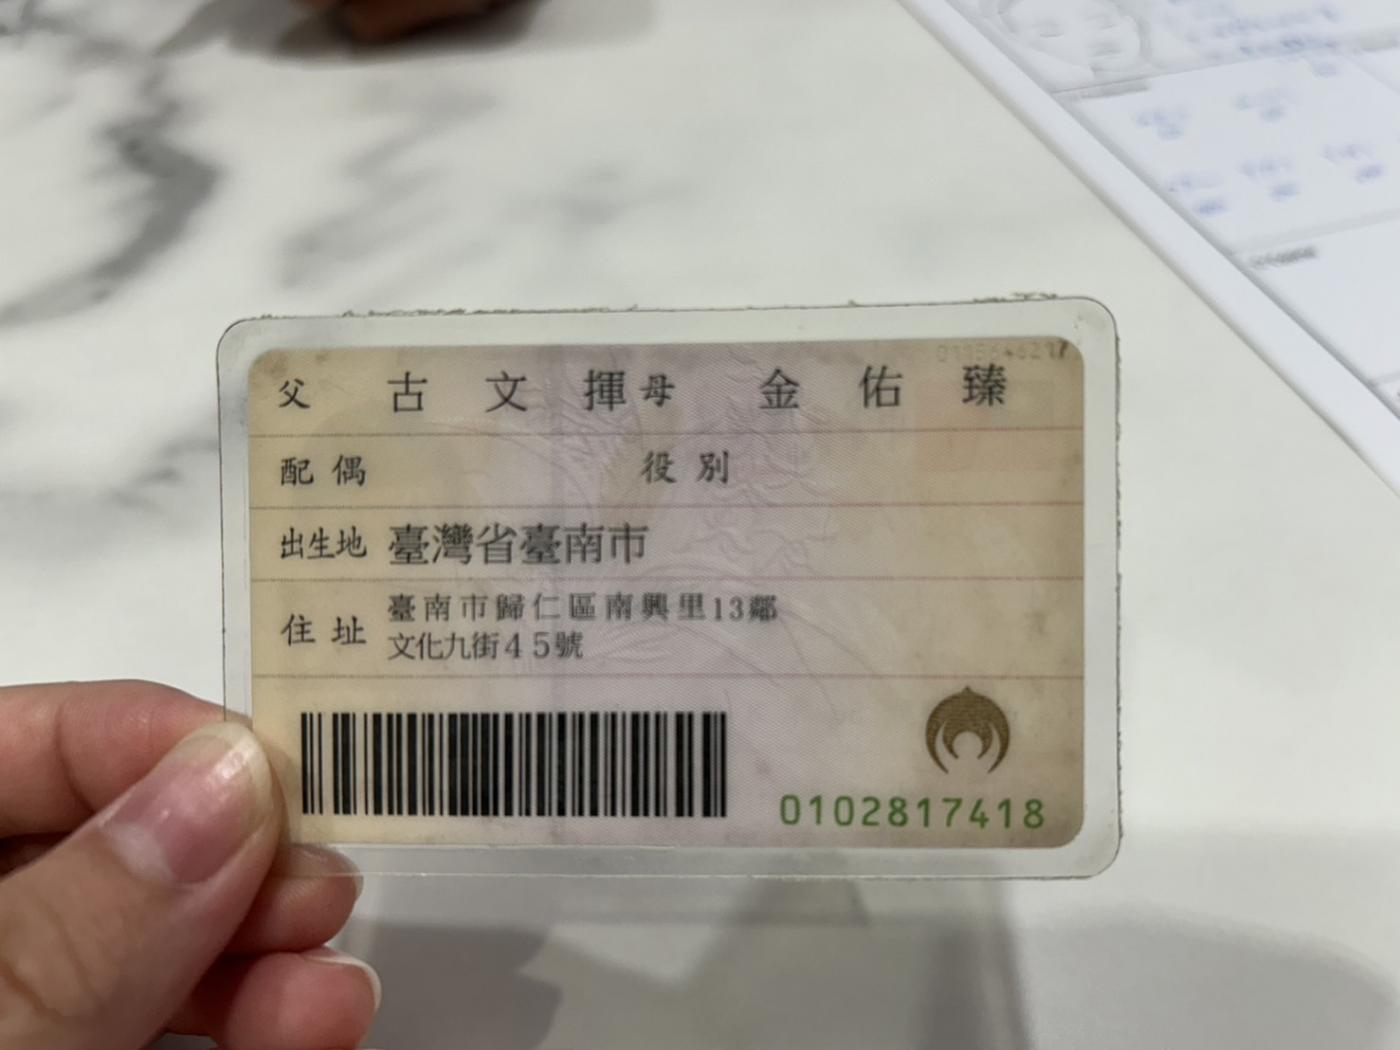 父 古文揮 母 金佑臻
配偶 役別
出生地 臺灣省臺南市
住址 臺南市歸仁區南興里13鄰
文化九街45號
0102817418